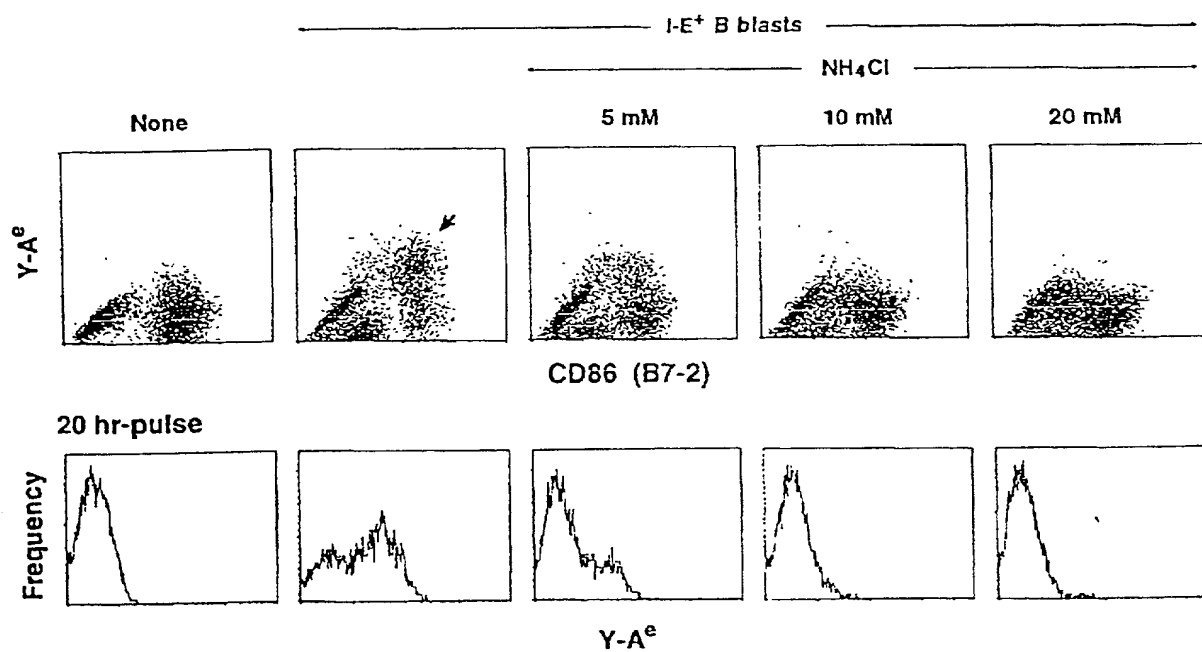 I-E⁺ B blasts
NH₄Cl
None
5 mM
10 mM
20 mM
Y-Aᵉ
CD86 (B7-2)
20 hr-pulse
Frequency
Y-Aᵉ